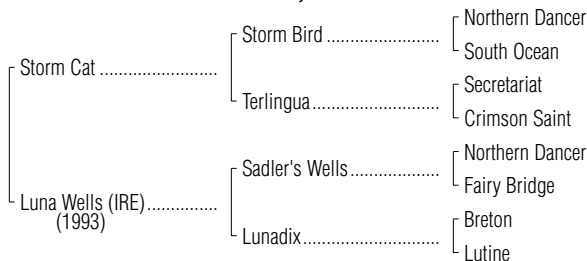 Northern Dancer
Storm Bird ........................
South Ocean
Storm Cat .........................
Secretariat
Terlingua ...........................
Crimson Saint
Northern Dancer
Sadler's Wells ...................
Fairy Bridge
Luna Wells (IRE) ...............
(1993)
Breton
Lunadix .............................
Lutine